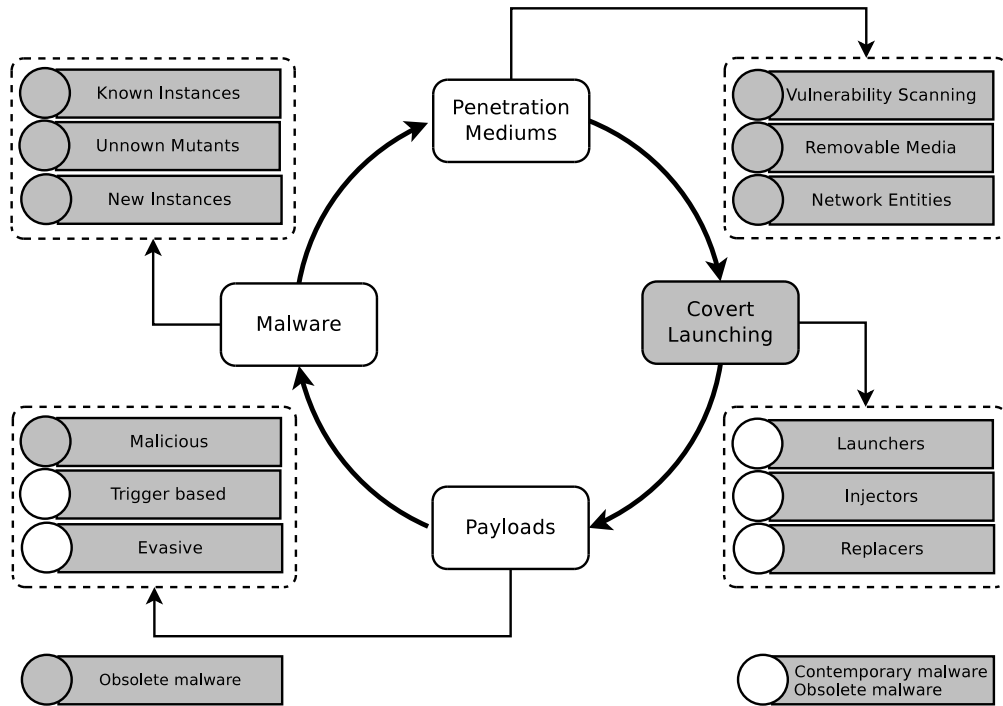 Known Instances
Unnown Mutants
New Instances
Penetration
Mediums
Vulnerability Scanning
Removable Media
Network Entities
Malware
Covert
Launching
Malicious
Trigger based
Evasive
Payloads
Launchers
Injectors
Replacers
Obsolete malware
Contemporary malware
Obsolete malware